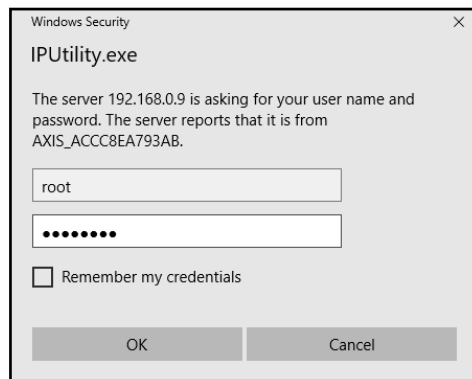 Windows Security
IPUtility.exe
The server 192.168.0.9 is asking for your user name and
password. The server reports that it is from
AXIS_ACCC8EA793AB.
root
●●●●●●●●
Remember my credentials
OK
Cancel